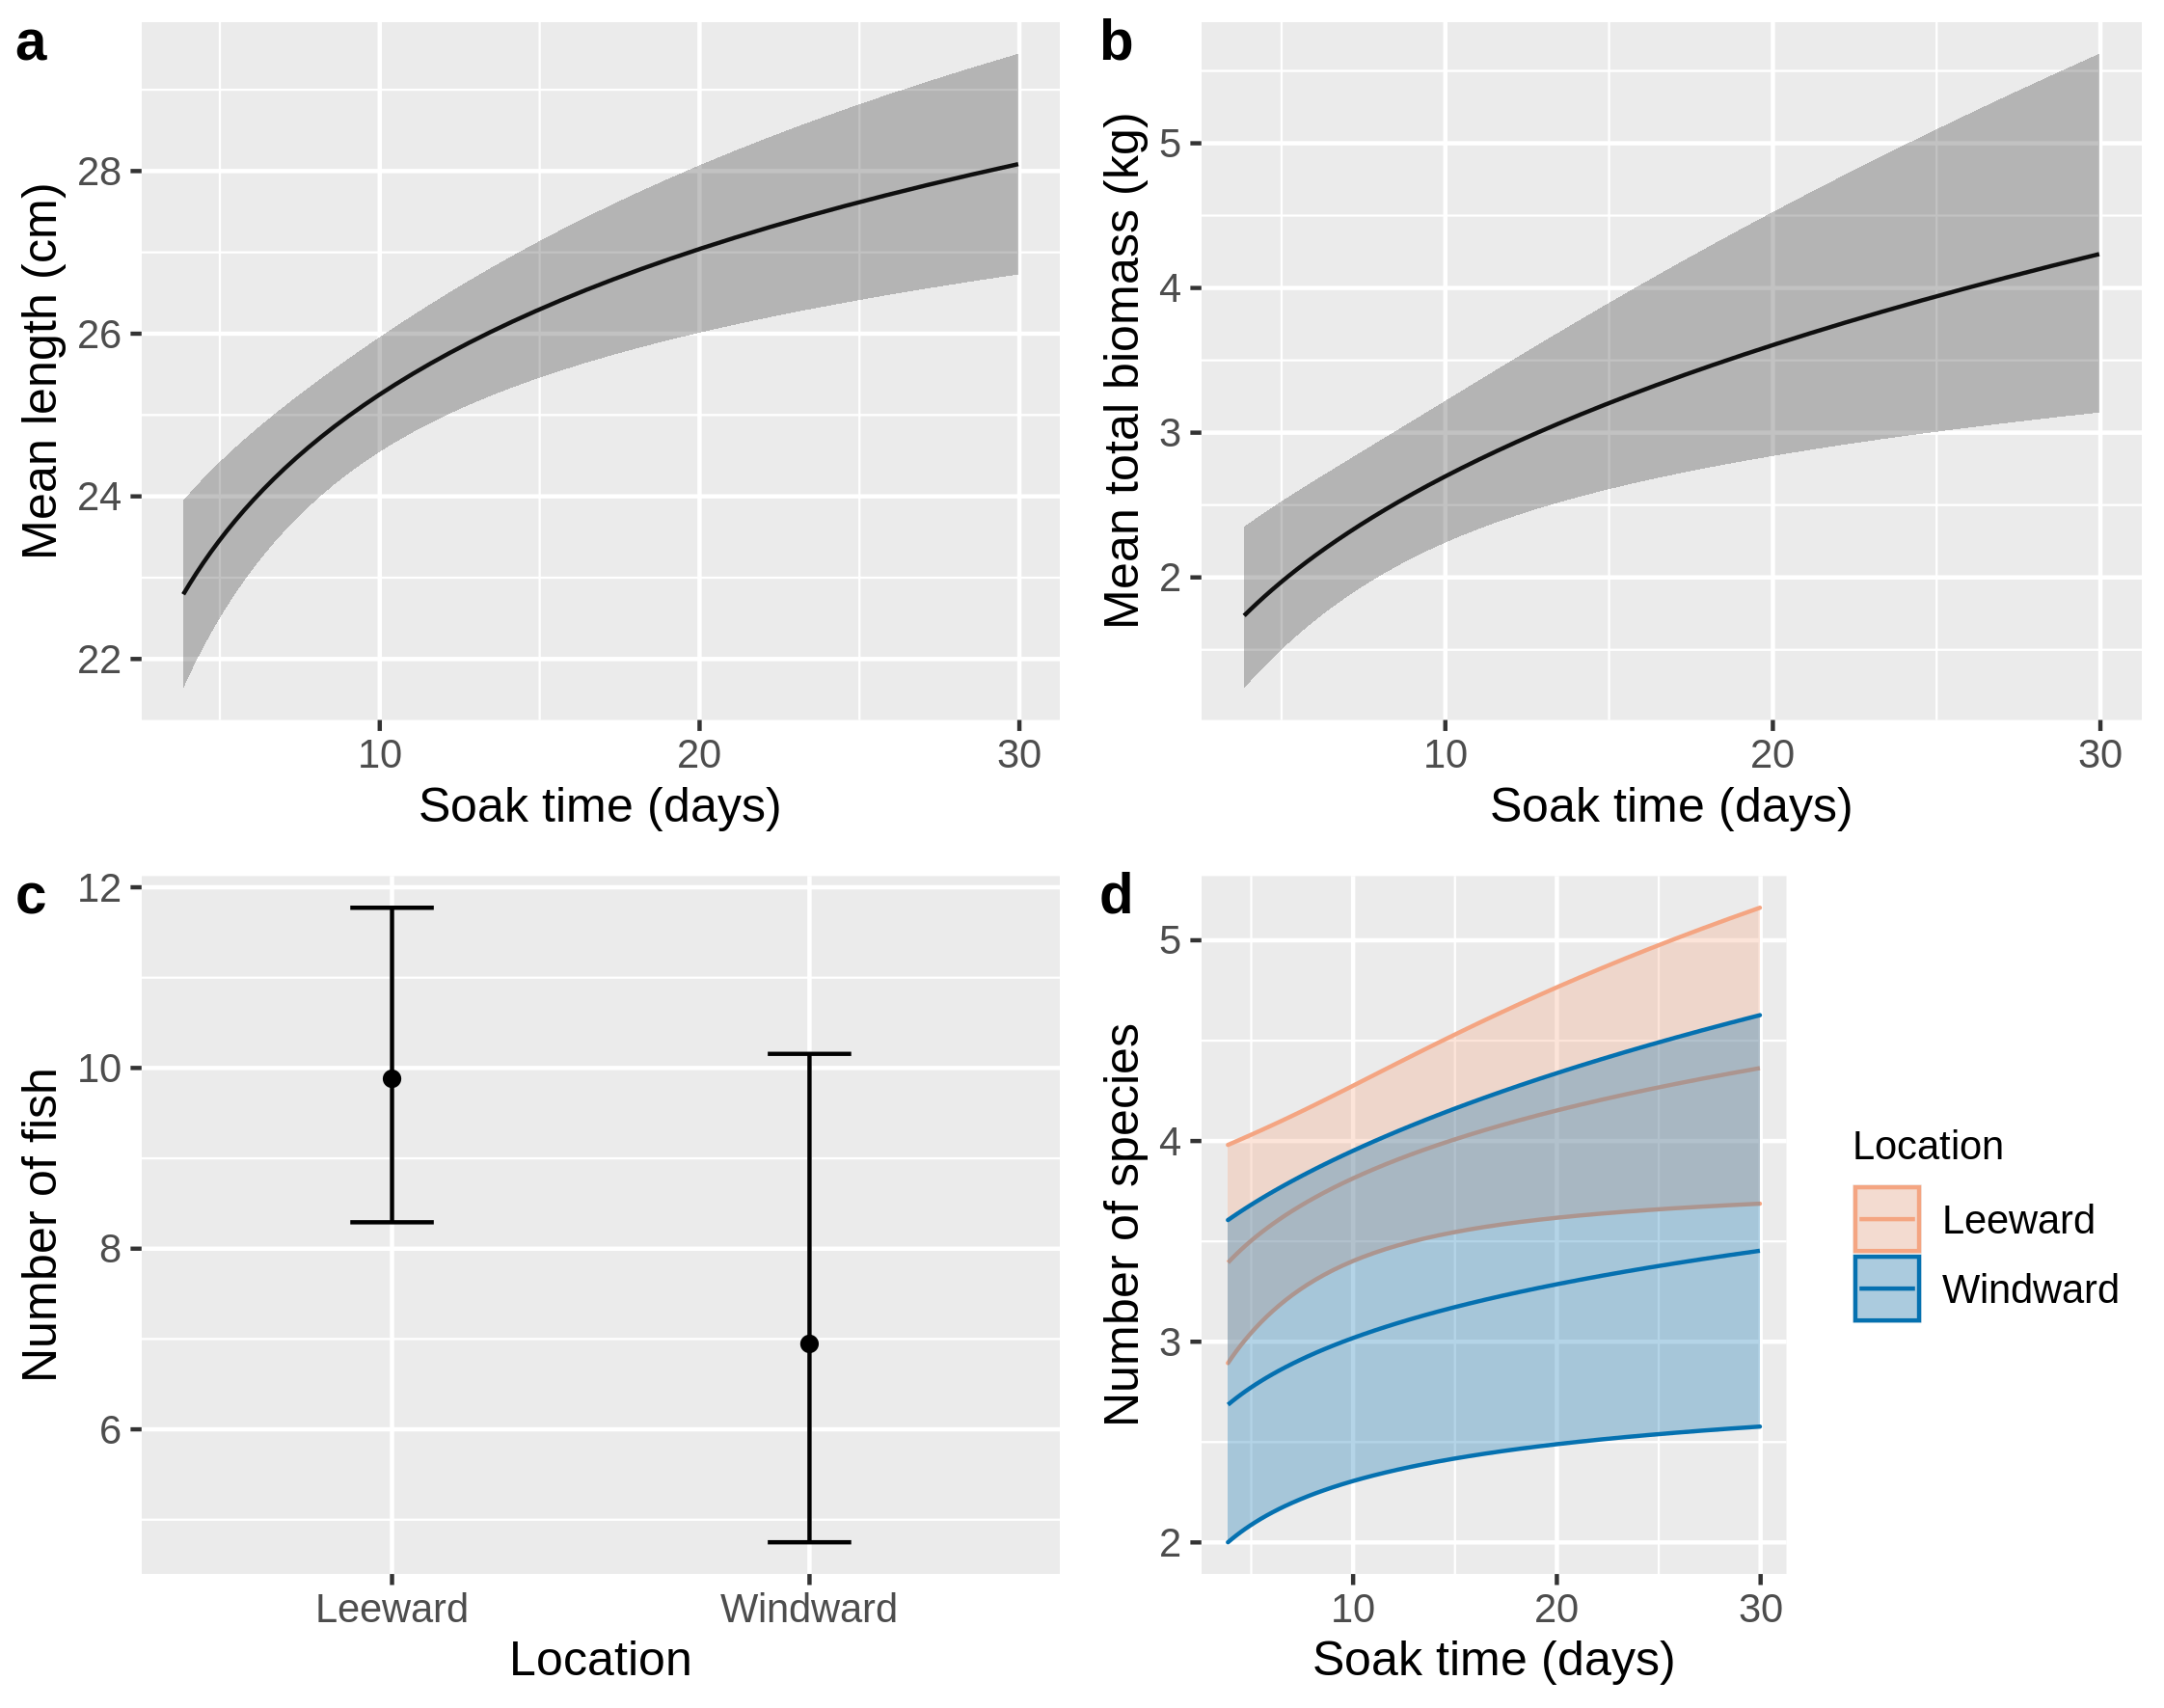 a
Mean length (cm)
28
26
24
22
10 20 30
Soak time (days)
b
Mean total biomass (kg)
5
4
3
2
10 20 30
Soak time (days)
c
Number of fish
12
10
8
6
Leeward Windward
Location
d
Number of species
5
4
3
2
10 20 30
Soak time (days)
Location
Leeward
Windward